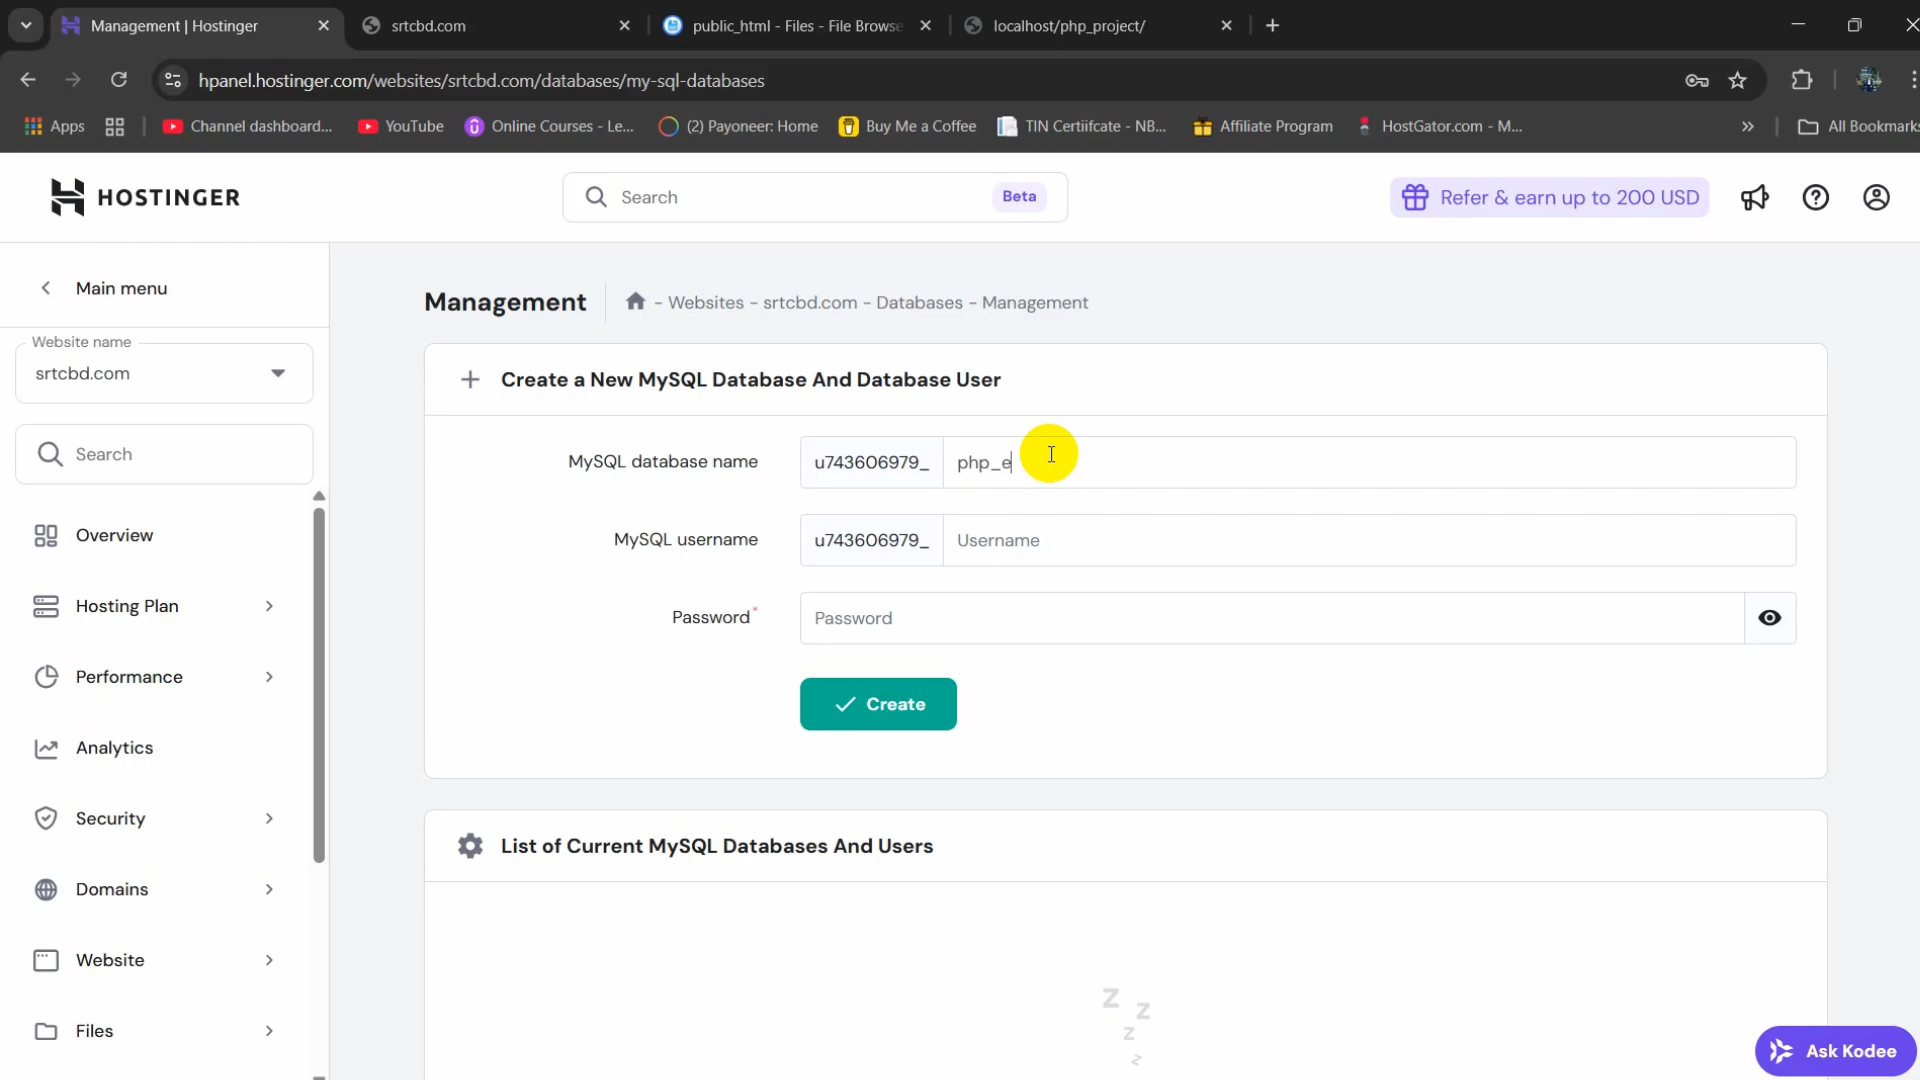 Management | Hostinger
srtcbd.com
public_html - Files - File Browse
localhost/php_project/
hpanel.hostinger.com/websites/srtcbd.com/databases/my-sql-databases
Apps
Channel dashboard...
YouTube
Online Courses - Le...
(2) Payoneer: Home
Buy Me a Coffee
TIN Certiifcate - NB...
Affiliate Program
HostGator.com - M...
All Bookmarks
HOSTINGER
Search
Beta
Refer & earn up to 200 USD
Main menu
Website name
srtcbd.com
Search
Overview
Hosting Plan
Performance
Analytics
Security
Domains
Website
Files
Management
- Websites - srtcbd.com - Databases - Management
Create a New MySQL Database And Database User
MySQL database name
u743606979_
php_e
MySQL username
u743606979_
Username
Password*
Password
Create
List of Current MySQL Databases And Users
z z z z
Ask Kodee